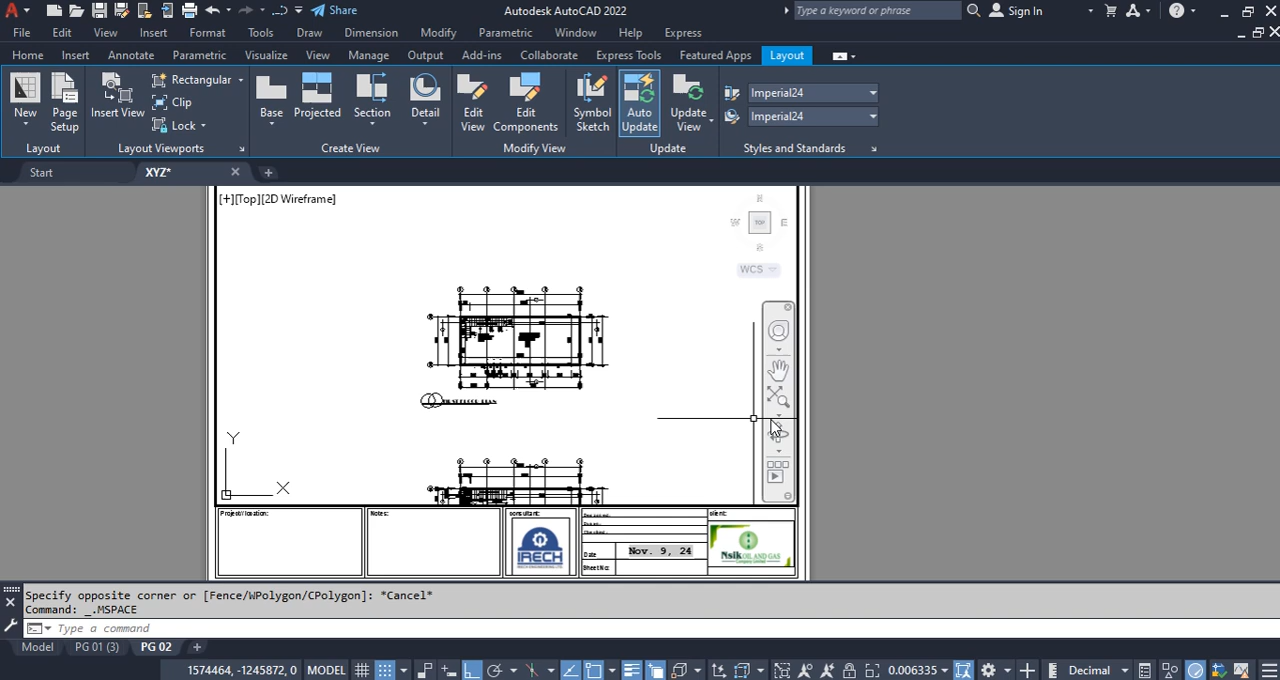 Share
Autodesk AutoCAD 2022
Type a keyword or phrase
Sign In
File Edit View Insert Format Tools Draw Dimension Modify Parametric Window Help Express
Home Insert Annotate Parametric Visualize View Manage Output Add-ins Collaborate Express Tools Featured Apps Layout
New
Page Setup
Insert View
Rectangular
Clip
Lock
Base
Projected
Section
Detail
Edit View
Edit Components
Symbol Sketch
Auto Update
Update View
Imperial24
Imperial24
Layout
Layout Viewports
Create View
Modify View
Update
Styles and Standards
Start
XYZ*
[+][Top][2D Wireframe]
TOP
W
E
WCS
Y
X
Project/location:
Notes:
consultant:
client:
IRECH
IRECH ENGINEERING LTD
Date
Nov. 9, 24
Sheet No:
Nsik OIL AND GAS
Company Limited
Specify opposite corner or [Fence/WPolygon/CPolygon]: *Cancel*
Command: _.MSPACE
Type a command
Model PG 01 (3) PG 02
1574464, -1245872, 0 MODEL 0.006335 Decimal